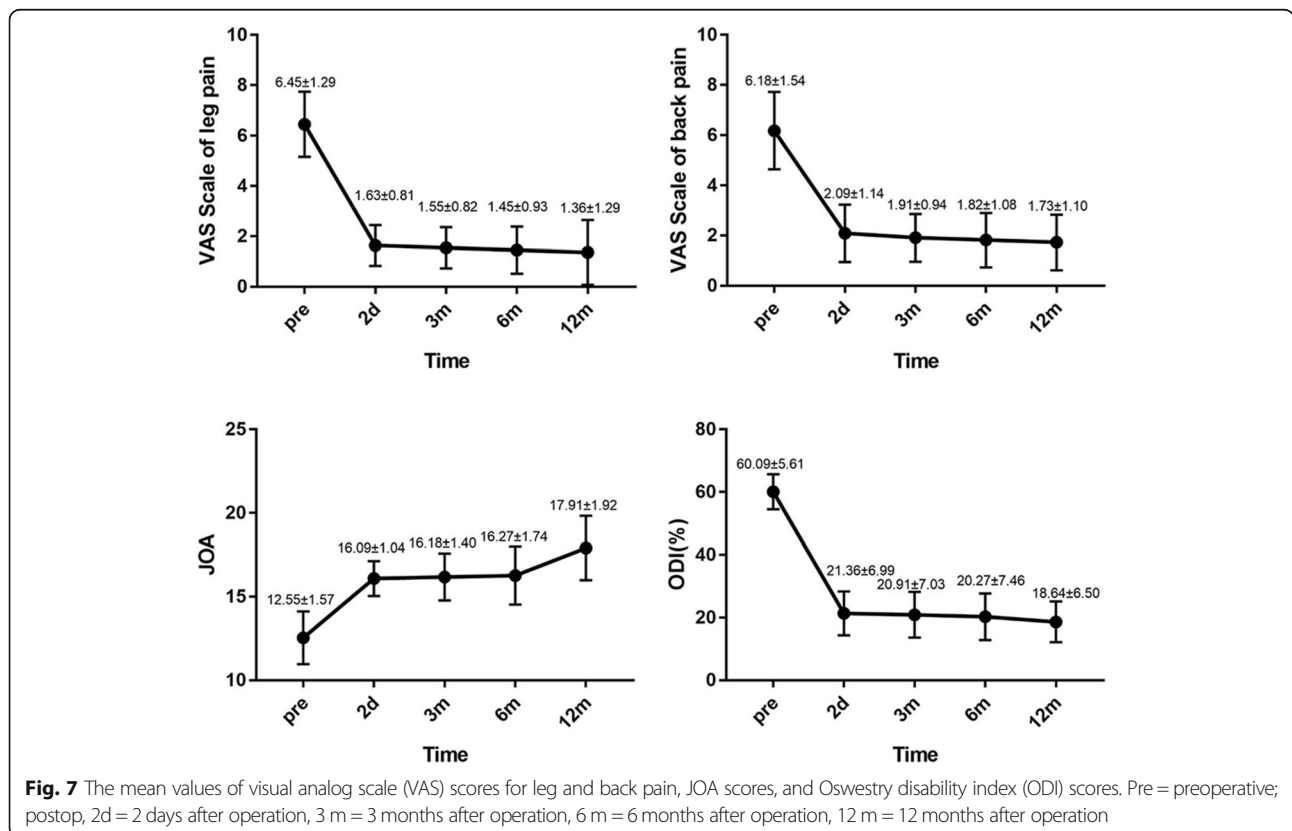 VAS Scale of leg pain
10
8
6
4
2
0
6.45±1.29
1.63±0.81
1.55±0.82
1.45±0.93
1.36±1.29
pre
2d
3m
6m
12m
Time
VAS Scale of back pain
10
8
6
4
2
0
6.18±1.54
2.09±1.14
1.91±0.94
1.82±1.08
1.73±1.10
pre
2d
3m
6m
12m
Time
JOA
25
20
15
10
12.55±1.57
16.09±1.04
16.18±1.40
16.27±1.74
17.91±1.92
pre
2d
3m
6m
12m
Time
ODI(%)
80
60
40
20
0
60.09±5.61
21.36±6.99
20.91±7.03
20.27±7.46
18.64±6.50
pre
2d
3m
6m
12m
Time
Fig. 7 The mean values of visual analog scale (VAS) scores for leg and back pain, JOA scores, and Oswestry disability index (ODI) scores. Pre = preoperative;
postop, 2d = 2 days after operation, 3 m = 3 months after operation, 6 m = 6 months after operation, 12 m = 12 months after operation